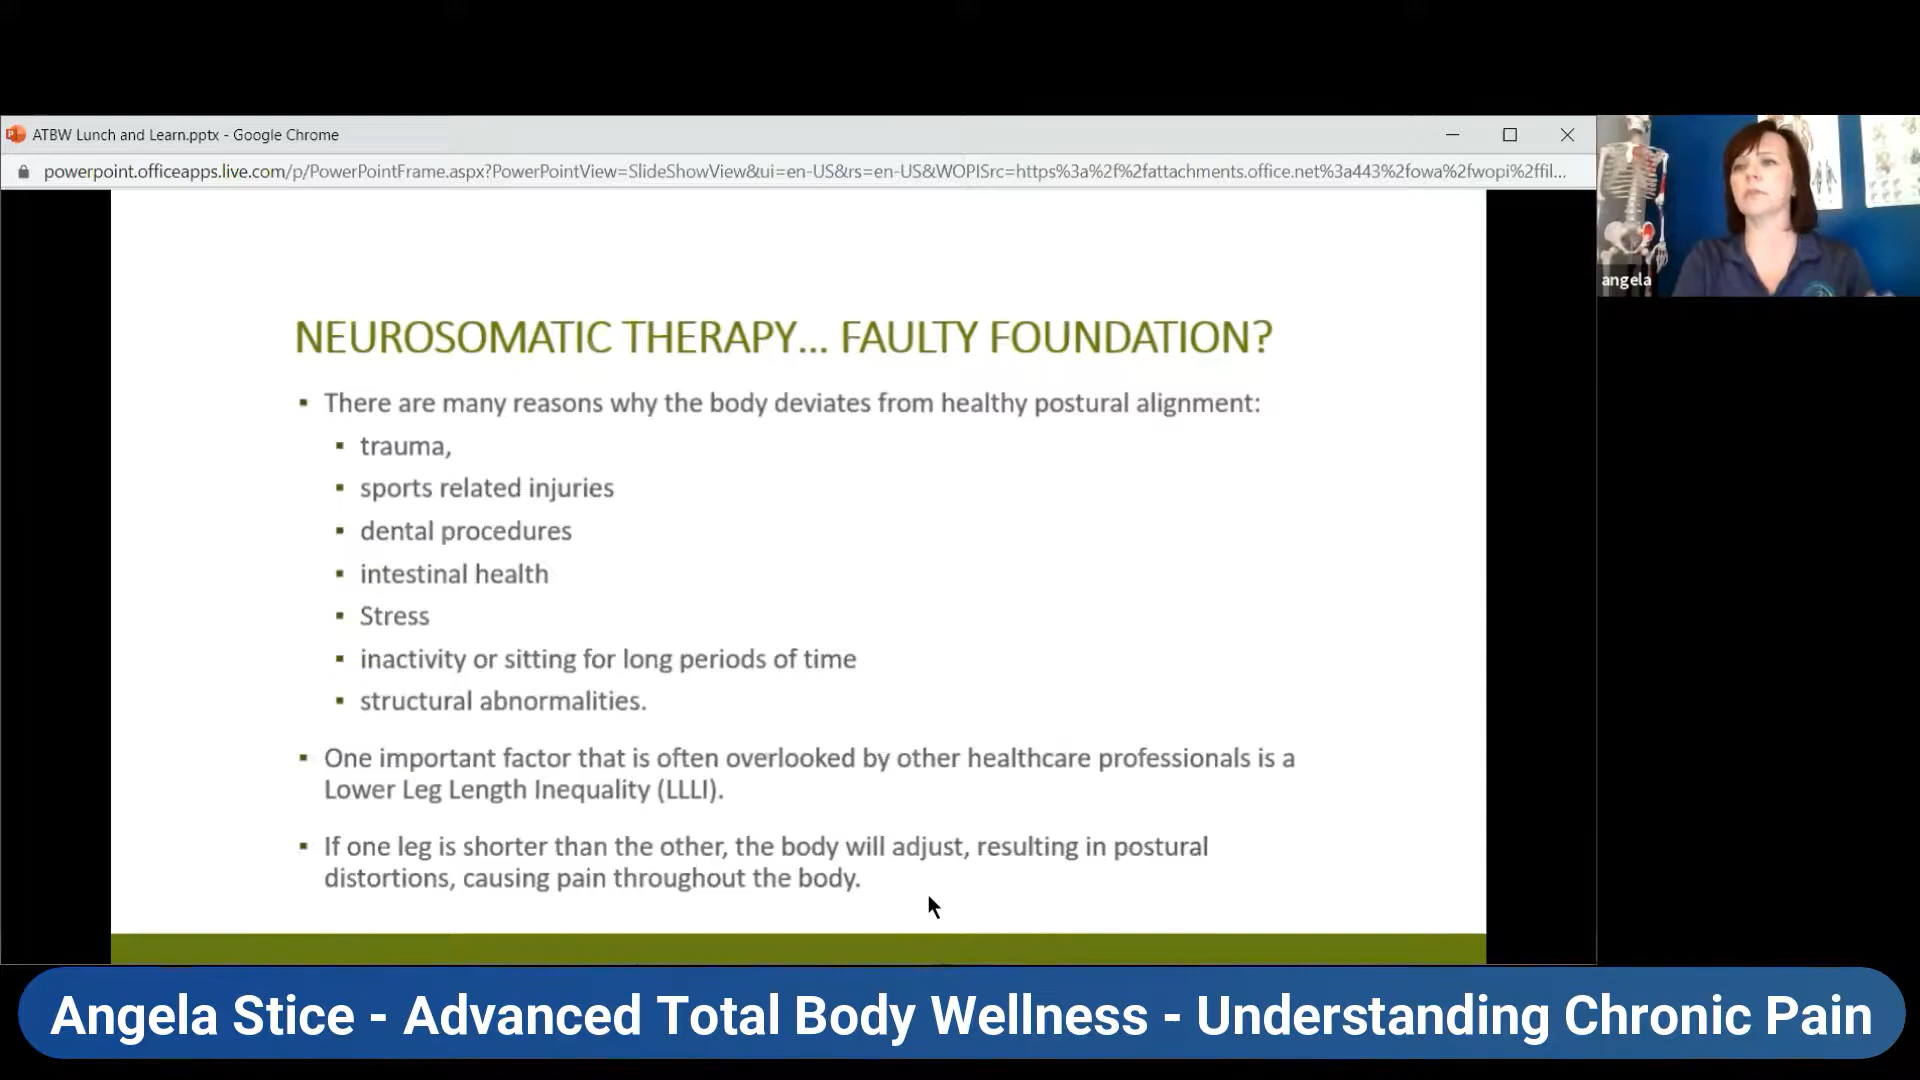 ATBW Lunch and Learn.pptx - Google Chrome
powerpoint.officeapps.live.com/p/PowerPointFrame.aspx?PowerPointView=SlideShowView&ui=en-US&rs=en-US&WOPISrc=https%3a%2f%2fattachments.office.net%3a443%2fowa%2fwopi%2ffil...
angela
NEUROSOMATIC THERAPY... FAULTY FOUNDATION?
▪ There are many reasons why the body deviates from healthy postural alignment:
▪ trauma,
▪ sports related injuries
▪ dental procedures
▪ intestinal health
▪ Stress
▪ inactivity or sitting for long periods of time
▪ structural abnormalities.
▪ One important factor that is often overlooked by other healthcare professionals is a
Lower Leg Length Inequality (LLLI).
▪ If one leg is shorter than the other, the body will adjust, resulting in postural
distortions, causing pain throughout the body.
Angela Stice - Advanced Total Body Wellness - Understanding Chronic Pain